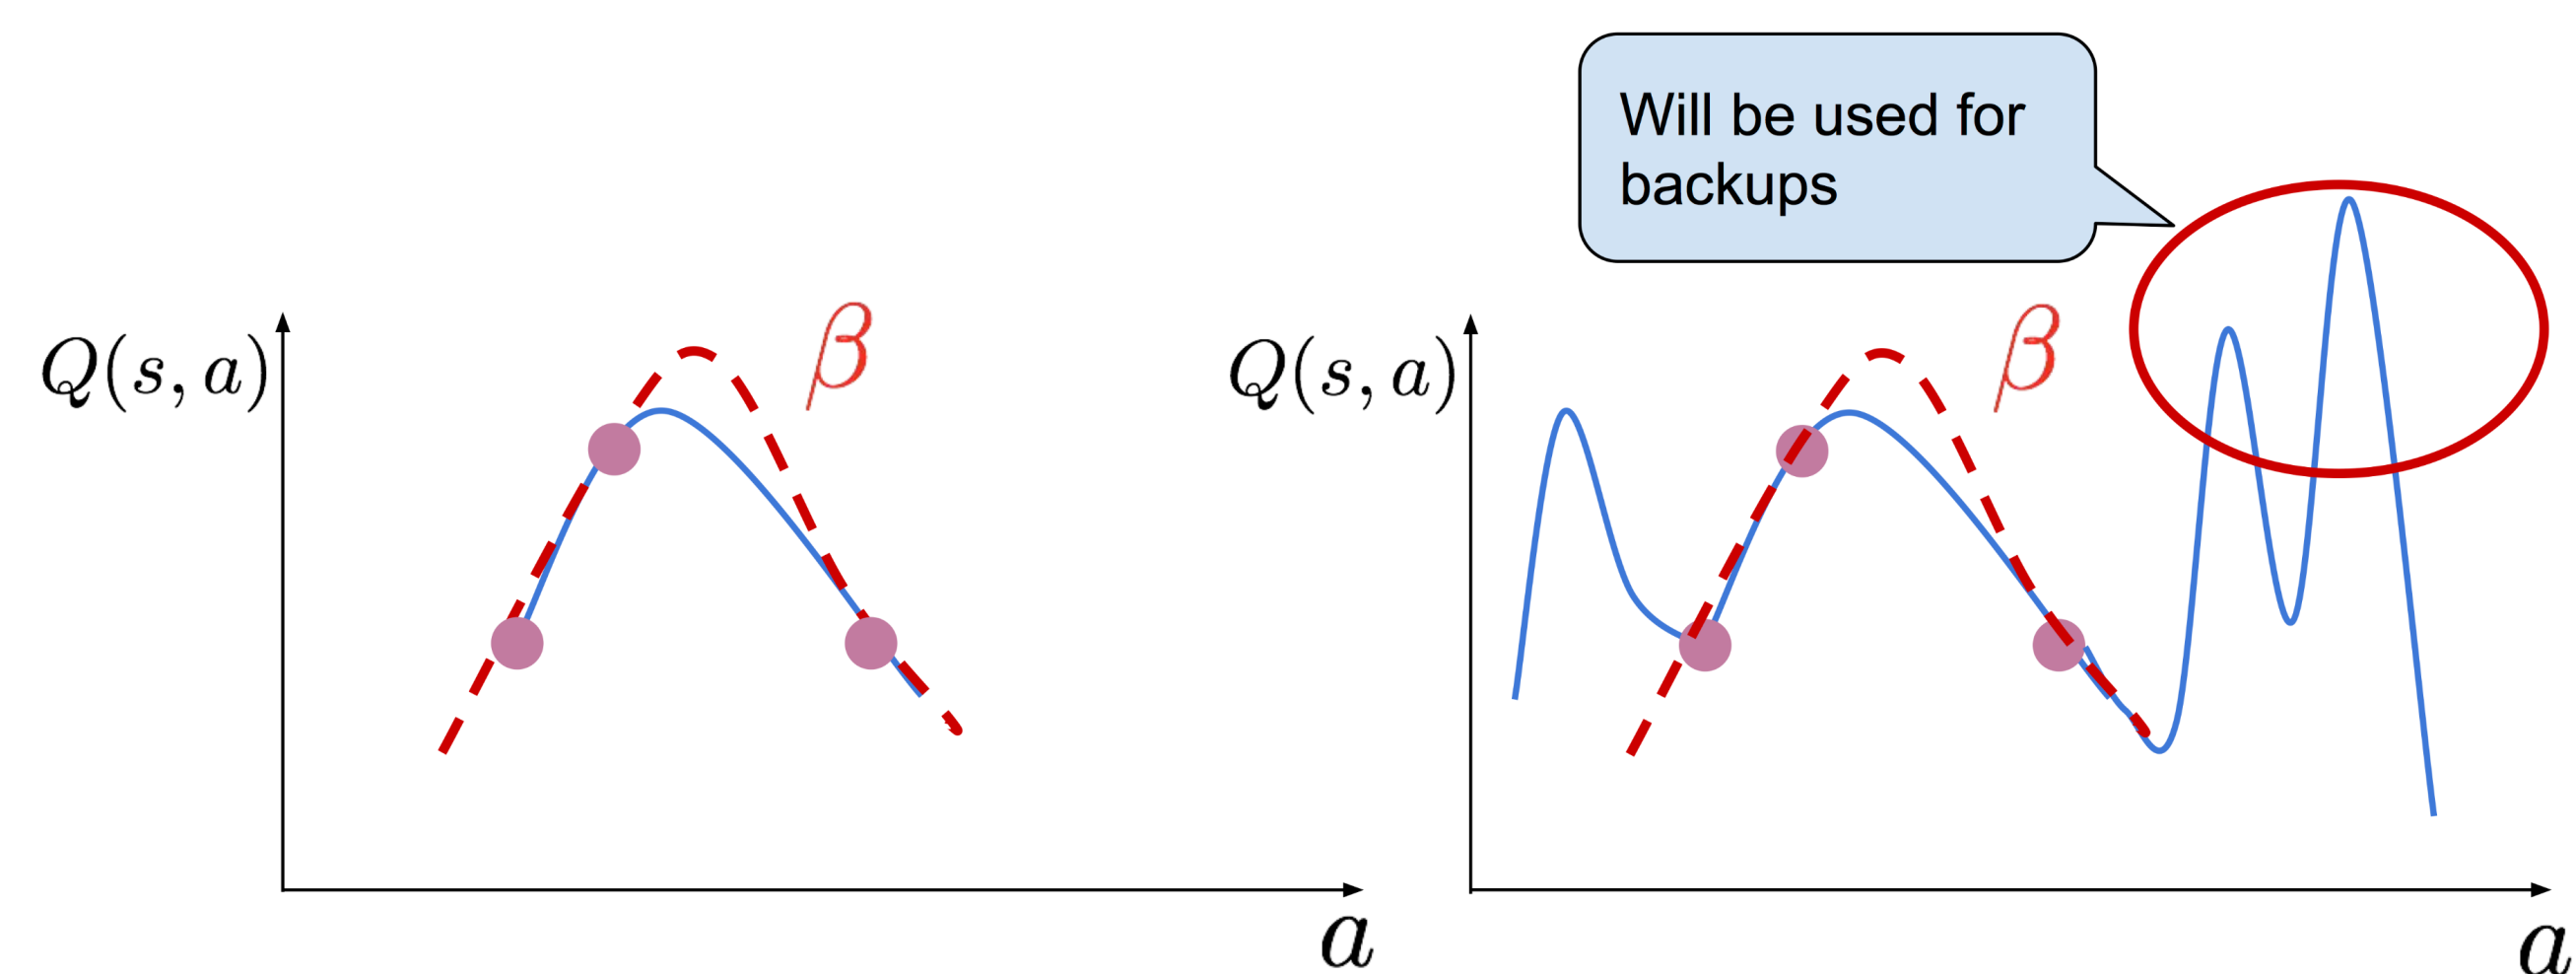 Will be used for
backups
Q(s, a)
β
a
Q(s, a)
β
a